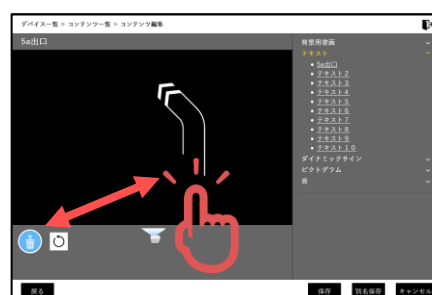 デバイス一覧 > コンテンツ一覧 > コンテンツ編集
5a出口
背景用壁面
テキスト
5a出口
テキスト2
テキスト3
テキスト4
テキスト5
テキスト6
テキスト7
テキスト8
テキスト9
テキスト10
ダイナミックサイン
ピクトグラム
音
戻る
保存
別名保存
キャンセル